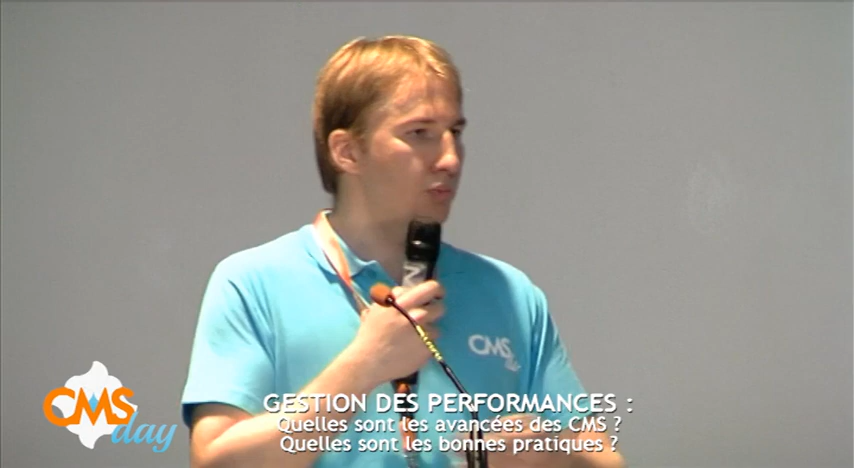 CMS
CMS
day
GESTION DES PERFORMANCES :
Quelles sont les avancées des CMS ?
Quelles sont les bonnes pratiques ?